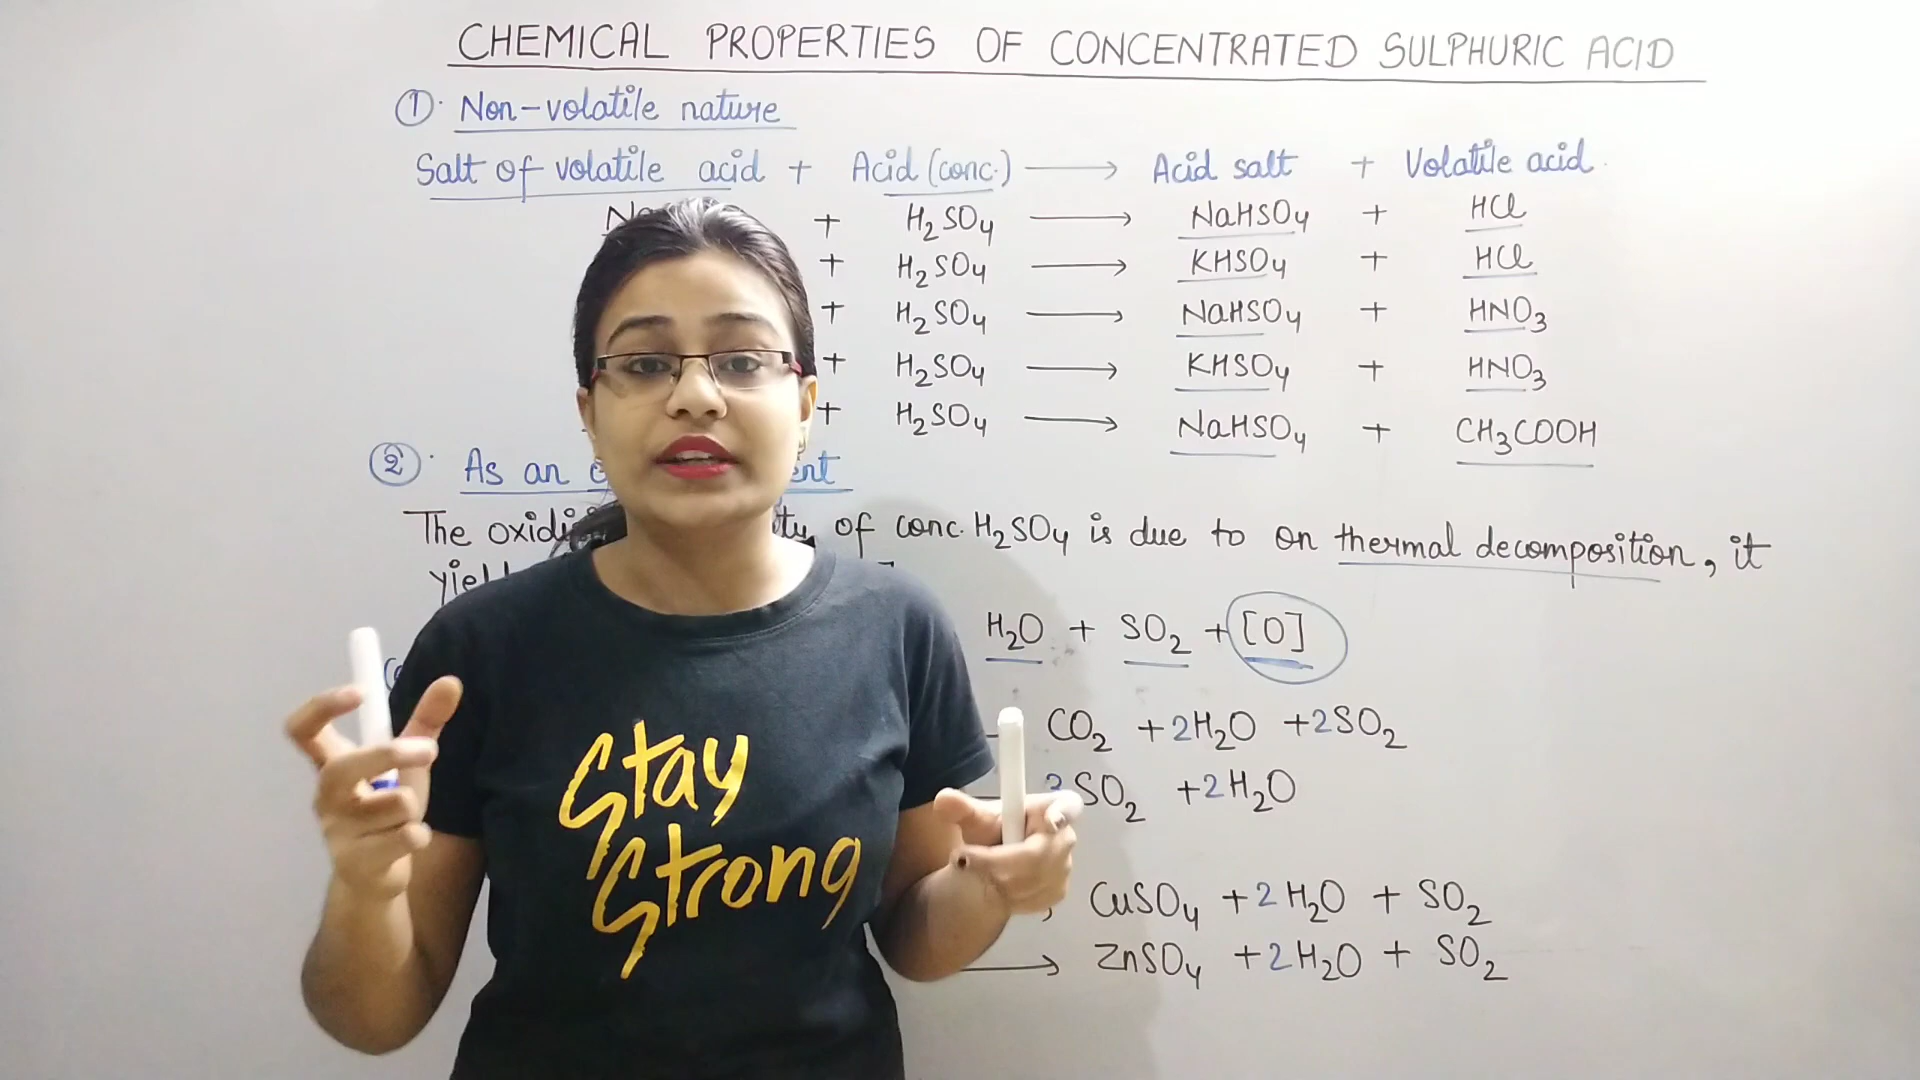 CHEMICAL PROPERTIES OF CONCENTRATED SULPHURIC ACID
①. Non-volatile nature
Salt of volatile acid + Acid (conc.) ⟶ Acid salt + Volatile acid.
+ H₂SO₄ ⟶ NaHSO₄ + HCl
+ H₂SO₄ ⟶ KHSO₄ + HCl
+ H₂SO₄ ⟶ NaHSO₄ + HNO₃
+ H₂SO₄ ⟶ KHSO₄ + HNO₃
+ H₂SO₄ ⟶ NaHSO₄ + CH₃COOH
②. As an
The of conc. H₂SO₄ is due to on thermal decomposition, it
H₂O + SO₂ + [O]
CO₂ + 2H₂O + 2SO₂
SO₂ + 2H₂O
CuSO₄ + 2H₂O + SO₂
⟶ ZnSO₄ + 2H₂O + SO₂
Stay
Strong